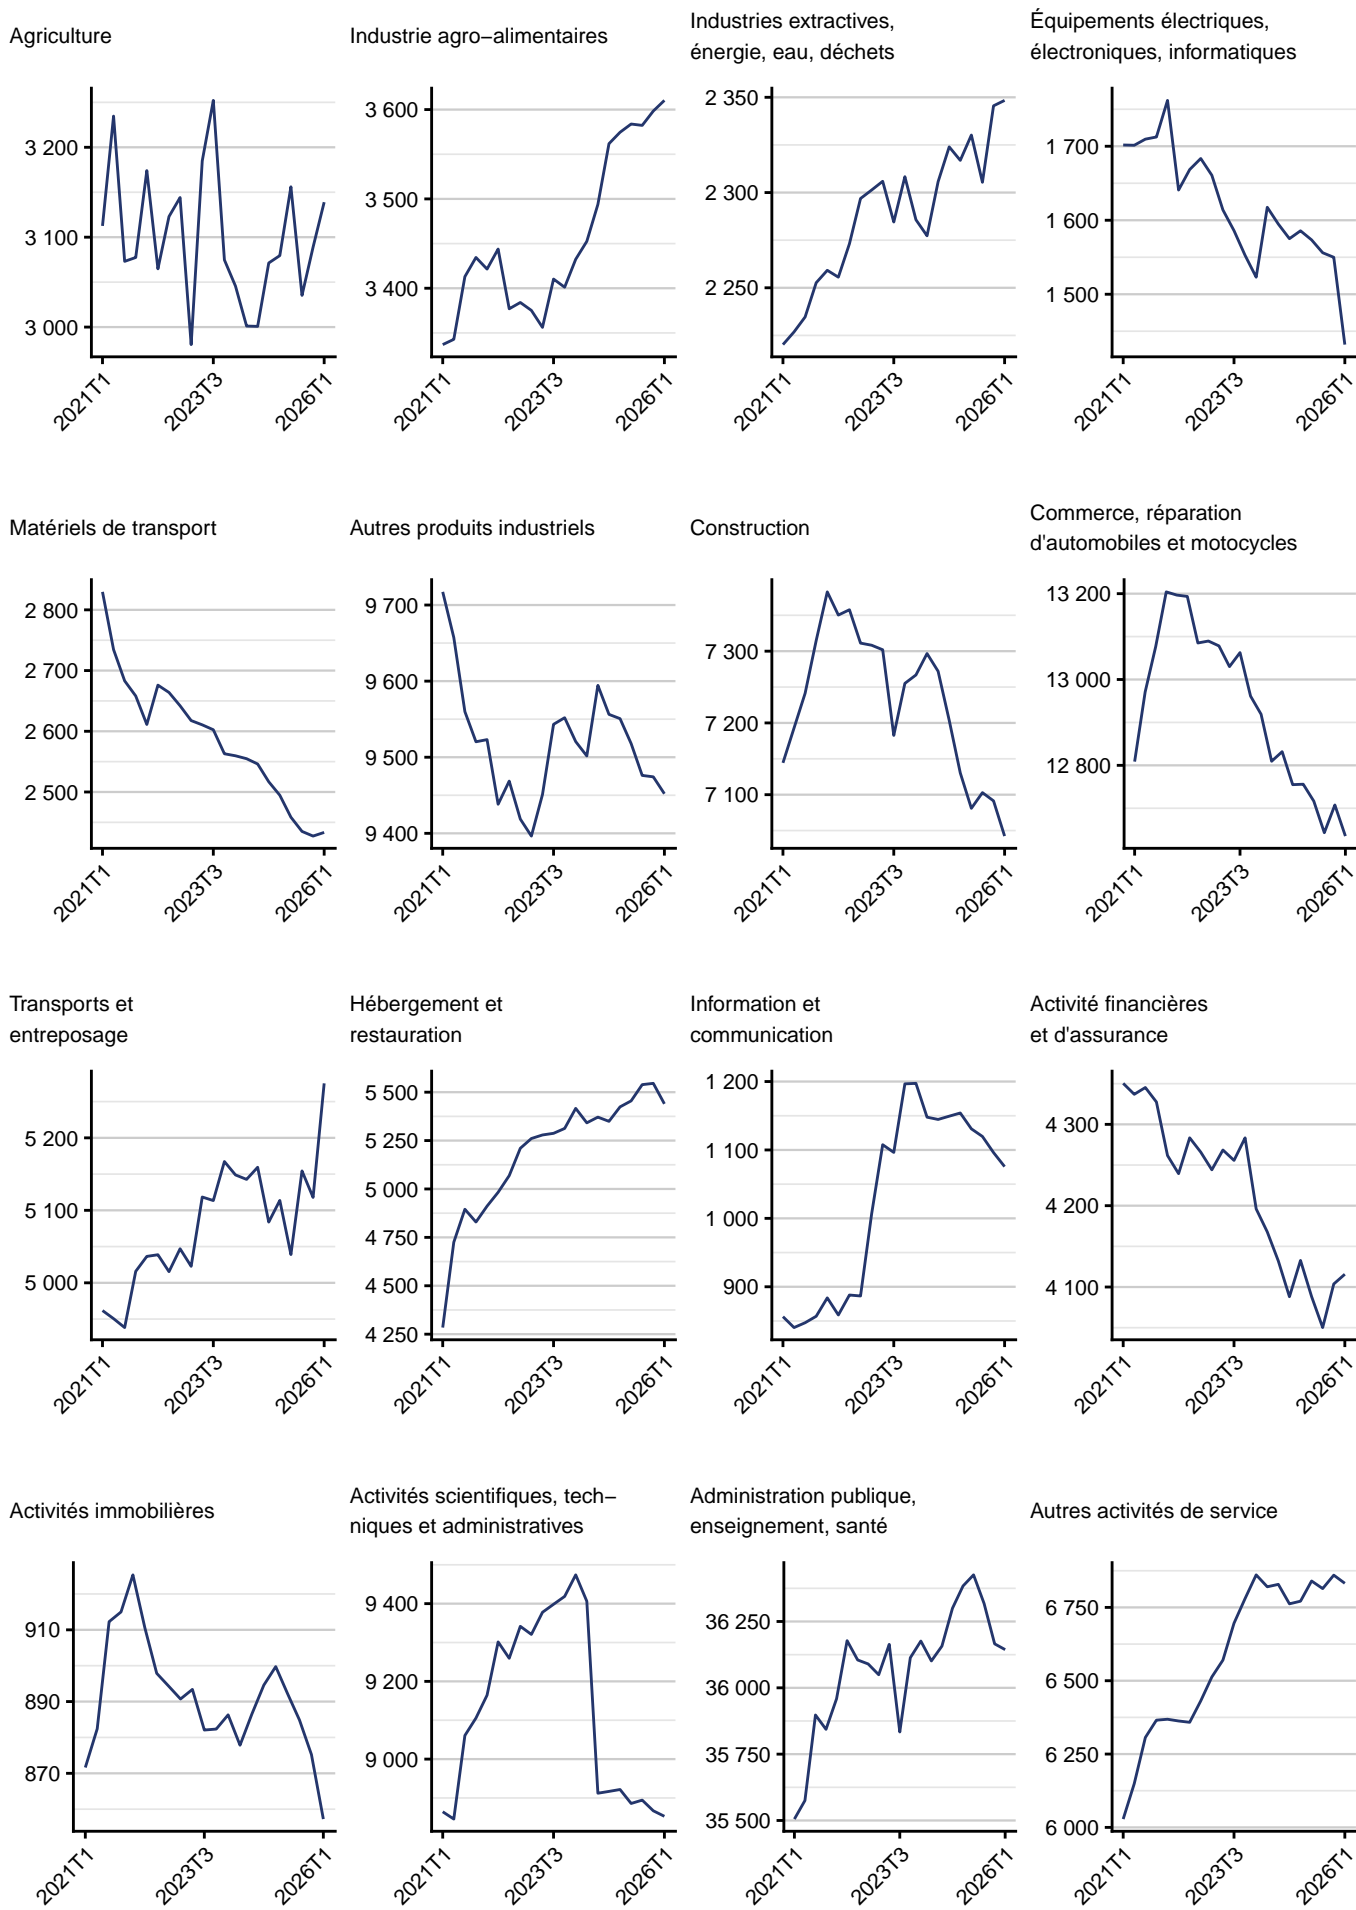 Agriculture
3 200
3 100
3 000
2021T1
2023T3
2026T1
Industrie agro−alimentaires
3 600
3 500
3 400
2021T1
2023T3
2026T1
Industries extractives,
énergie, eau, déchets
2 350
2 300
2 250
2021T1
2023T3
2026T1
Équipements électriques,
électroniques, informatiques
1 700
1 600
1 500
2021T1
2023T3
2026T1
Matériels de transport
2 800
2 700
2 600
2 500
2021T1
2023T3
2026T1
Autres produits industriels
9 700
9 600
9 500
9 400
2021T1
2023T3
2026T1
Construction
7 300
7 200
7 100
2021T1
2023T3
2026T1
Commerce, réparation
d'automobiles et motocycles
13 200
13 000
12 800
2021T1
2023T3
2026T1
Transports et
entreposage
5 200
5 100
5 000
2021T1
2023T3
2026T1
Hébergement et
restauration
5 500
5 250
5 000
4 750
4 500
4 250
2021T1
2023T3
2026T1
Information et
communication
1 200
1 100
1 000
900
2021T1
2023T3
2026T1
Activité financières
et d'assurance
4 300
4 200
4 100
2021T1
2023T3
2026T1
Activités immobilières
910
890
870
2021T1
2023T3
2026T1
Activités scientifiques, tech−
niques et administratives
9 400
9 200
9 000
2021T1
2023T3
2026T1
Administration publique,
enseignement, santé
36 250
36 000
35 750
35 500
2021T1
2023T3
2026T1
Autres activités de service
6 750
6 500
6 250
6 000
2021T1
2023T3
2026T1